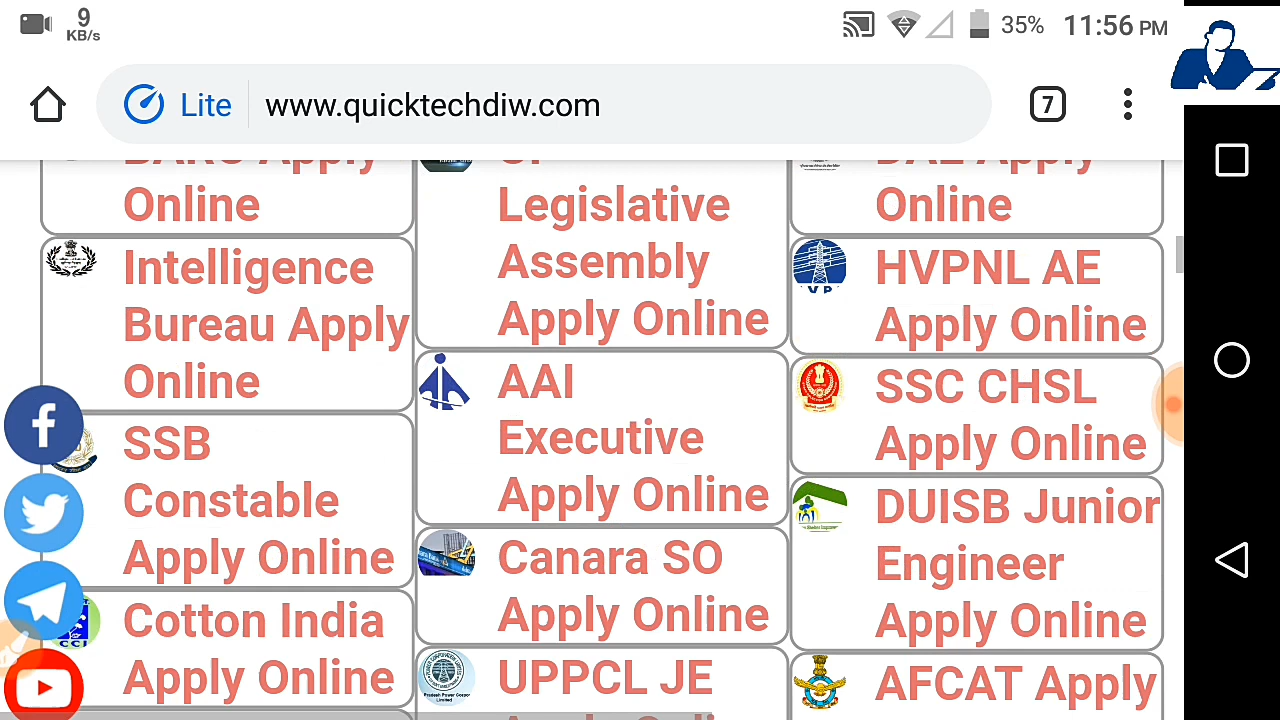 9
KB/s
35%
11:56 PM
Lite
www.quicktechdiw.com
7
Online
Intelligence
Bureau Apply
Online
SSB
Constable
Apply Online
Cotton India
Apply Online
CCI
Legislative
Assembly
Apply Online
AAI
Executive
Apply Online
Canara SO
Apply Online
UPPCL JE
Online
HVPNL AE
Apply Online
SSC CHSL
Apply Online
DUISB Junior
Engineer
Apply Online
AFCAT Apply